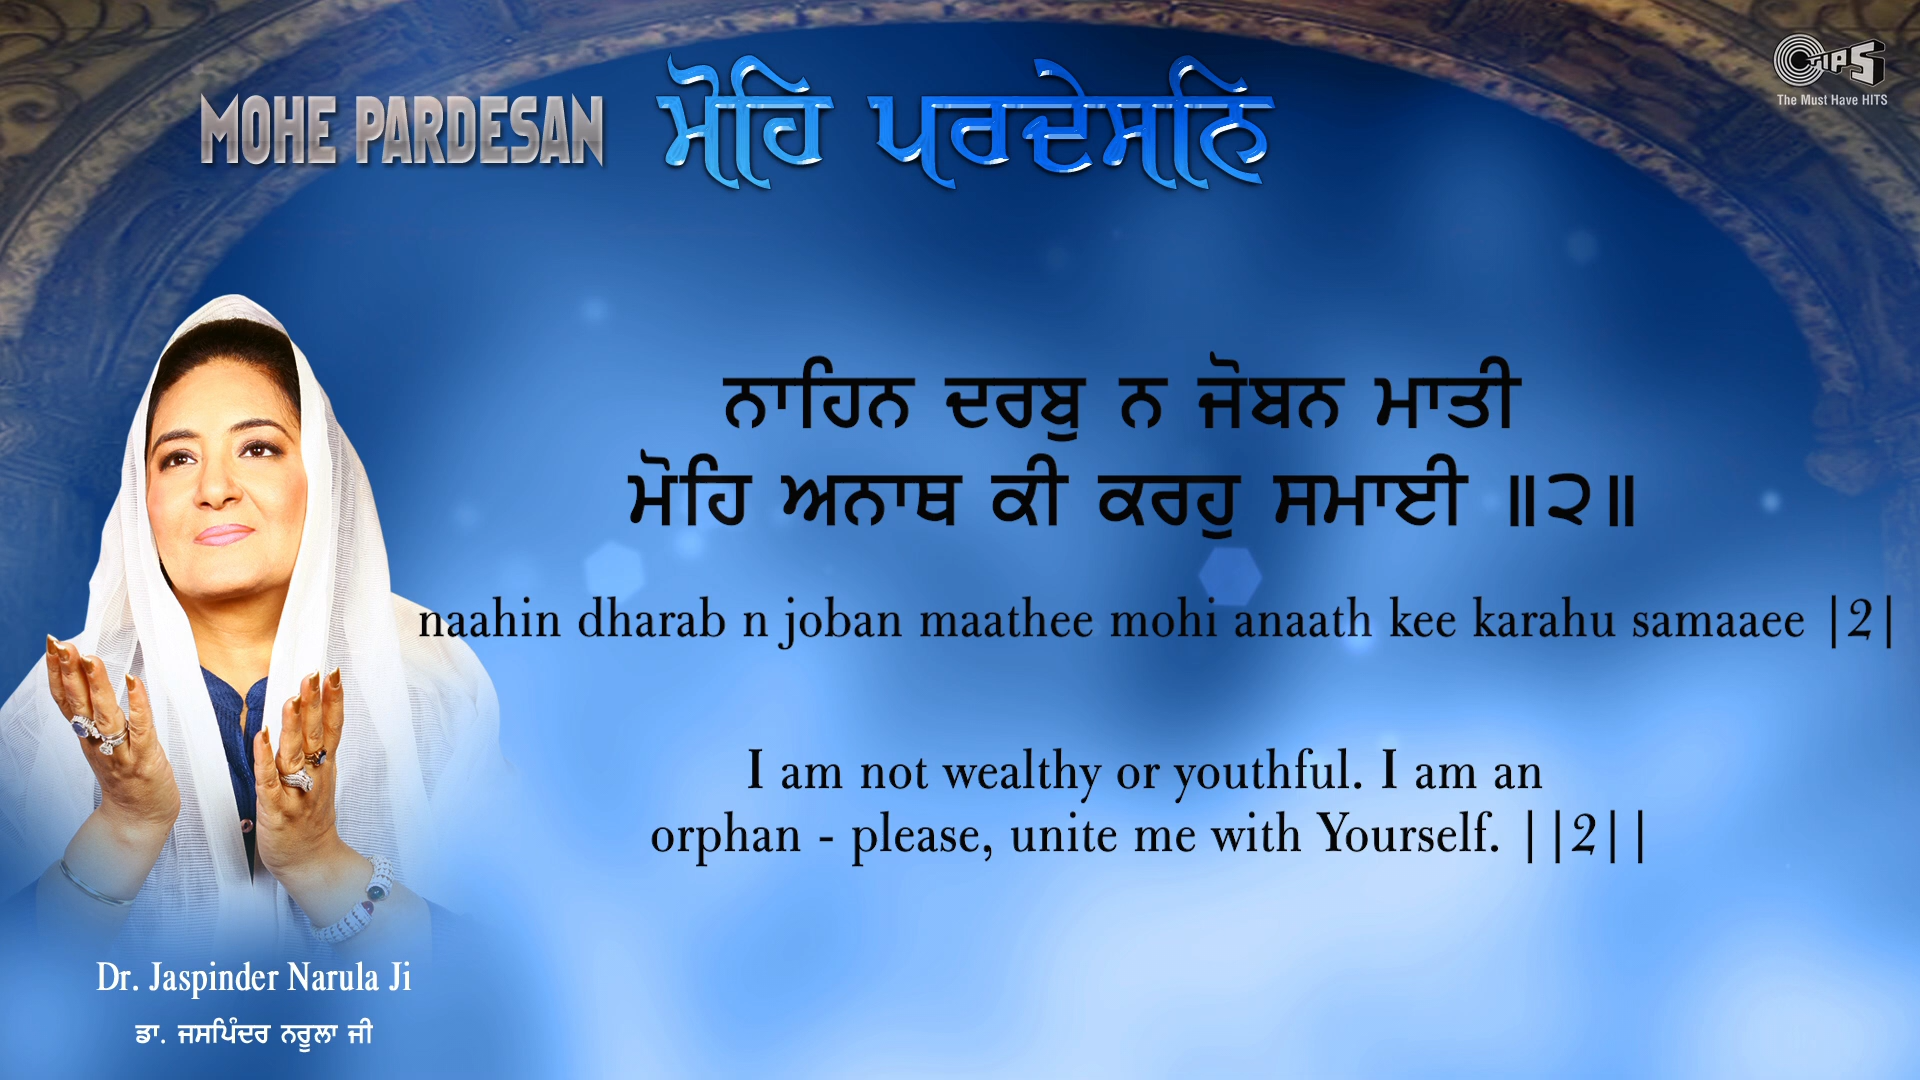 MOHE PARDESAN ਮੋਹਿ ਪਰਦੇਸਨਿ
TIPS
The Must Have HITS
ਨਾਹਿਨ ਦਰਬੁ ਨ ਜੋਬਨ ਮਾਤੀ
ਮੋਹਿ ਅਨਾਥ ਕੀ ਕਰਹੁ ਸਮਾਈ ॥੨॥
naahin dharab n joban maathee mohi anaath kee karahu samaaee |2|
I am not wealthy or youthful. I am an
orphan - please, unite me with Yourself. ||2||
Dr. Jaspinder Narula Ji
ਡਾ. ਜਸਪਿੰਦਰ ਨਰੂਲਾ ਜੀ